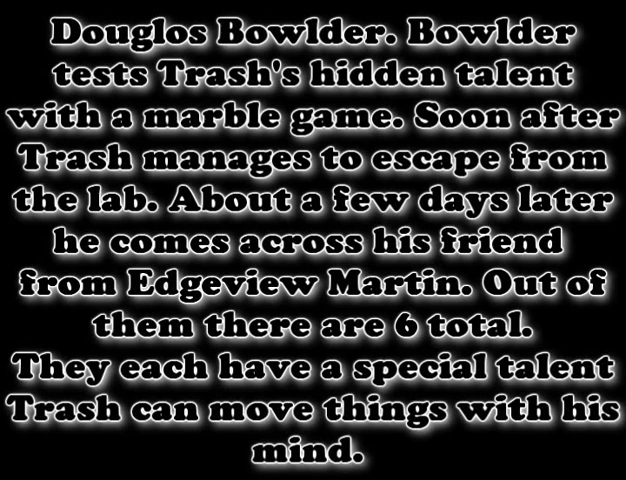 Douglos Bowlder. Bowlder
tests Trash's hidden talent
with a marble game. Soon after
Trash manages to escape from
the lab. About a few days later
he comes across his friend
from Edgeview Martin. Out of
them there are 6 total.
They each have a special talent
Trash can move things with his
mind.